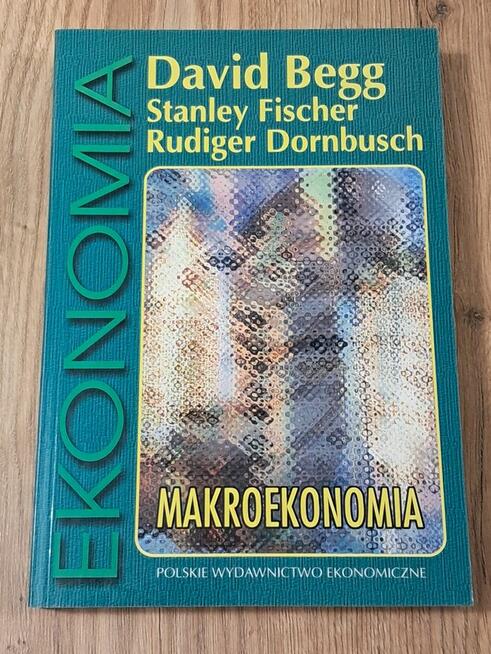 EKONOMIA
David Begg
Stanley Fischer
Rudiger Dornbusch
MAKROEKONOMIA
POLSKIE WYDAWNICTWO EKONOMICZNE